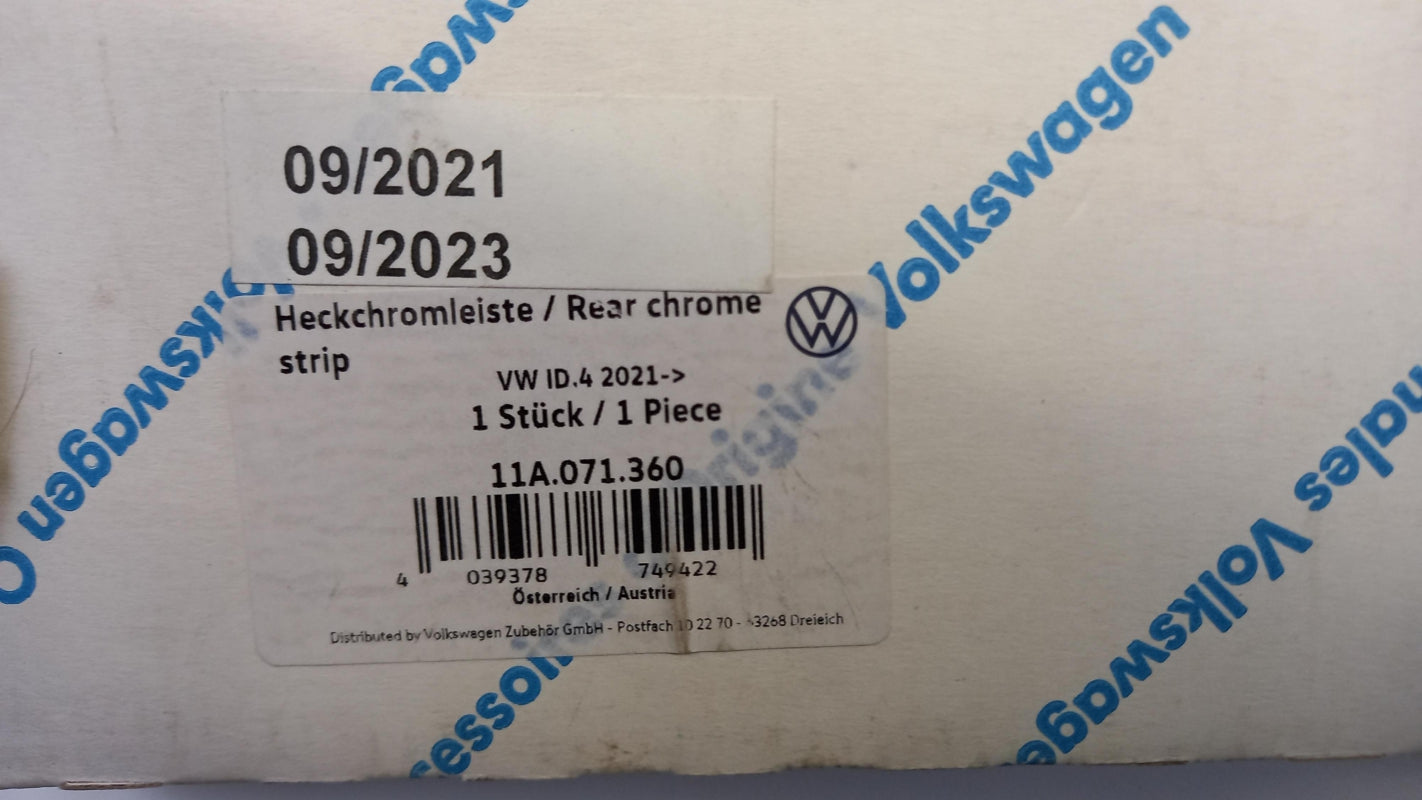 Volkswagen
09/2021
09/2023
Heckchromleiste / Rear chrome
strip
VW ID.4 2021->
1 Stück / 1 Piece
11A.071.360
4 039378 749422
Österreich / Austria
Distributed by Volkswagen Zubehör GmbH - Postfach 10 22 70 - 63268 Dreieich
Volkswagen O
Volkswagen
Volkswagen